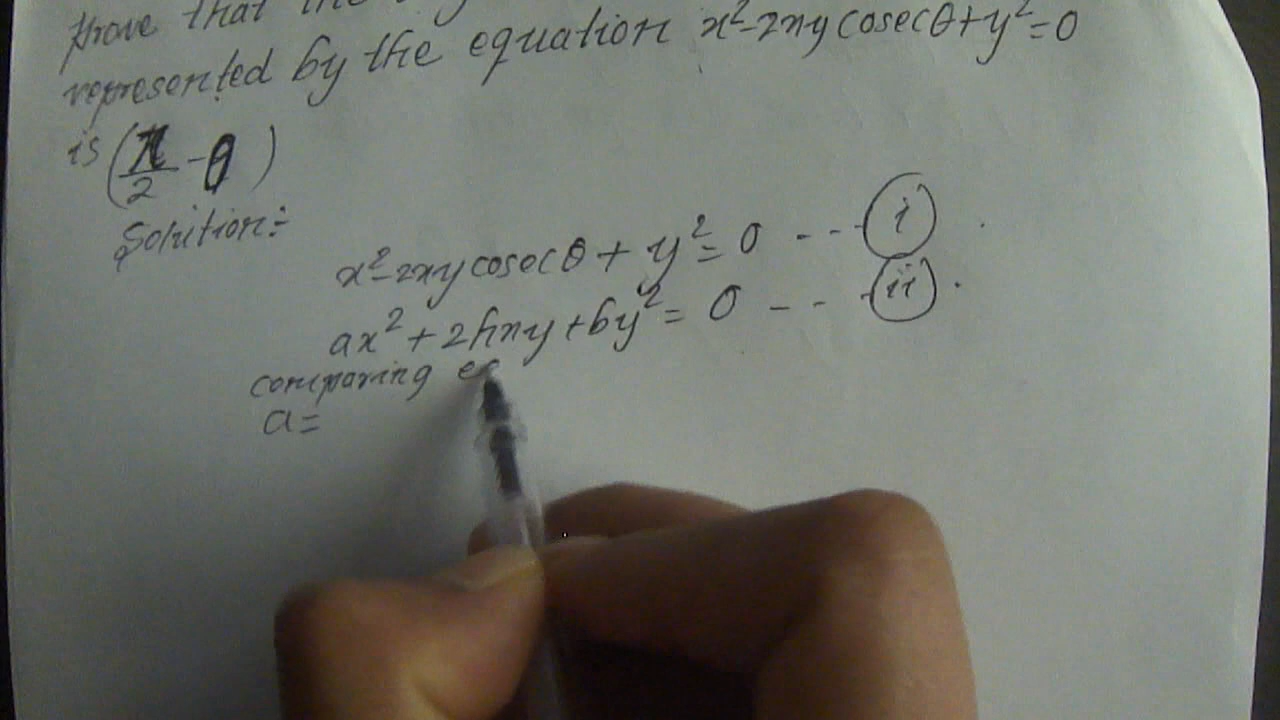 prove that the
represented by the equation x²-2xy cosecθ+y²=0
is (π/2 -θ)
Solution:-
x²-2xy cosecθ + y²=0 - - - (i)
ax²+2hxy+by²= 0 - - - (ii)
comparing
a=